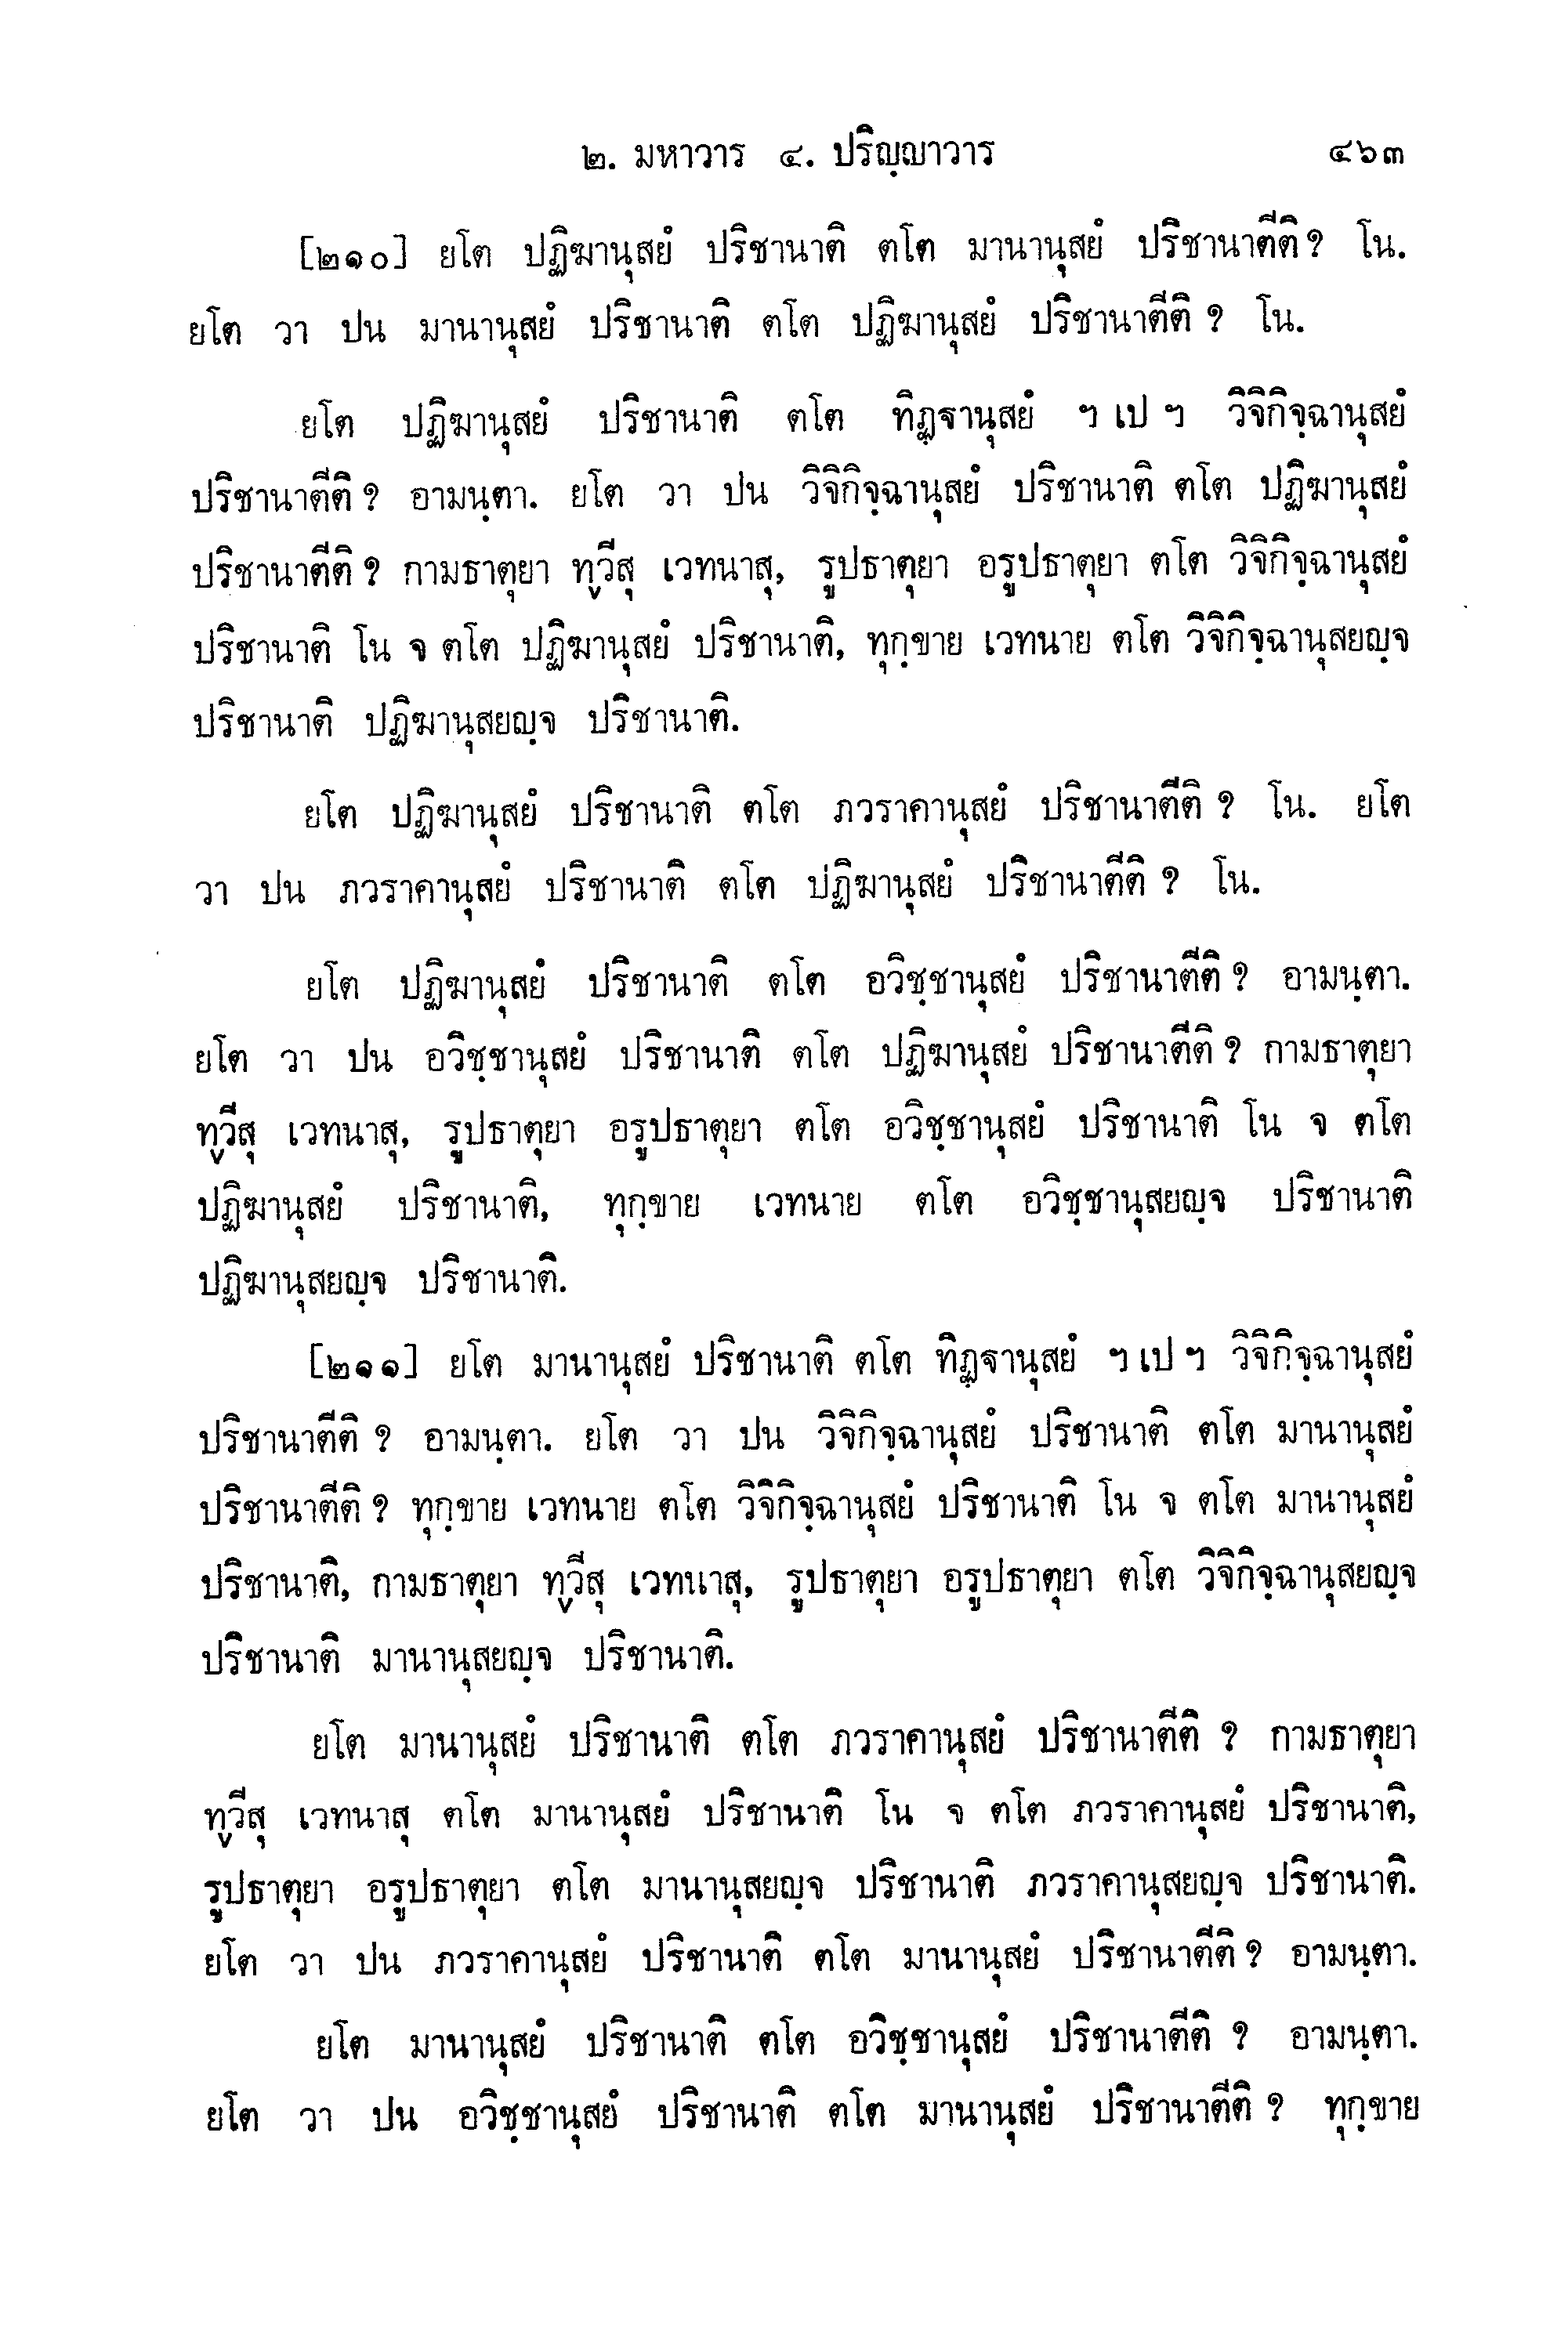 ๒. มหาวาร ๔. ปริญฺญาวาร ๔๖๓
[๒๑๐] ยโต ปฏิฆานุสยํ ปริชานาติ ตโต มานานุสยํ ปริชานาตีติ ? โน.
ยโต วา ปน มานานุสยํ ปริชานาติ ตโต ปฏิฆานุสยํ ปริชานาตีติ ? โน.
ยโต ปฏิฆานุสยํ ปริชานาติ ตโต ทิฏฺฐานุสยํ ฯ เป ฯ วิจิกิจฺฉานุสยํ
ปริชานาตีติ ? อามนฺตา. ยโต วา ปน วิจิกิจฺฉานุสยํ ปริชานาติ ตโต ปฏิฆานุสยํ
ปริชานาตีติ ? กามธาตุยา ทฺวีสุ เวทนาสุ, รูปธาตุยา อรูปธาตุยา ตโต วิจิกิจฺฉานุสยํ
ปริชานาติ โน จ ตโต ปฏิฆานุสยํ ปริชานาติ, ทุกฺขาย เวทนาย ตโต วิจิกิจฺฉานุสยญฺจ
ปริชานาติ ปฏิฆานุสยญฺจ ปริชานาติ.
ยโต ปฏิฆานุสยํ ปริชานาติ ตโต ภวราคานุสยํ ปริชานาตีติ ? โน. ยโต
วา ปน ภวราคานุสยํ ปริชานาติ ตโต ปฏิฆานุสยํ ปริชานาตีติ ? โน.
ยโต ปฏิฆานุสยํ ปริชานาติ ตโต อวิชฺชานุสยํ ปริชานาตีติ ? อามนฺตา.
ยโต วา ปน อวิชฺชานุสยํ ปริชานาติ ตโต ปฏิฆานุสยํ ปริชานาตีติ ? กามธาตุยา
ทฺวีสุ เวทนาสุ, รูปธาตุยา อรูปธาตุยา ตโต อวิชฺชานุสยํ ปริชานาติ โน จ ตโต
ปฏิฆานุสยํ ปริชานาติ, ทุกฺขาย เวทนาย ตโต อวิชฺชานุสยญฺจ ปริชานาติ
ปฏิฆานุสยญฺจ ปริชานาติ.
[๒๑๑] ยโต มานานุสยํ ปริชานาติ ตโต ทิฏฺฐานุสยํ ฯ เป ฯ วิจิกิจฺฉานุสยํ
ปริชานาตีติ ? อามนฺตา. ยโต วา ปน วิจิกิจฺฉานุสยํ ปริชานาติ ตโต มานานุสยํ
ปริชานาตีติ ? ทุกฺขาย เวทนาย ตโต วิจิกิจฺฉานุสยํ ปริชานาติ โน จ ตโต มานานุสยํ
ปริชานาติ, กามธาตุยา ทฺวีสุ เวทนาสุ, รูปธาตุยา อรูปธาตุยา ตโต วิจิกิจฺฉานุสยญฺจ
ปริชานาติ มานานุสยญฺจ ปริชานาติ.
ยโต มานานุสยํ ปริชานาติ ตโต ภวราคานุสยํ ปริชานาตีติ ? กามธาตุยา
ทฺวีสุ เวทนาสุ ตโต มานานุสยํ ปริชานาติ โน จ ตโต ภวราคานุสยํ ปริชานาติ,
รูปธาตุยา อรูปธาตุยา ตโต มานานุสยญฺจ ปริชานาติ ภวราคานุสยญฺจ ปริชานาติ.
ยโต วา ปน ภวราคานุสยํ ปริชานาติ ตโต มานานุสยํ ปริชานาตีติ ? อามนฺตา.
ยโต มานานุสยํ ปริชานาติ ตโต อวิชฺชานุสยํ ปริชานาตีติ ? อามนฺตา.
ยโต วา ปน อวิชฺชานุสยํ ปริชานาติ ตโต มานานุสยํ ปริชานาตีติ ? ทุกฺขาย